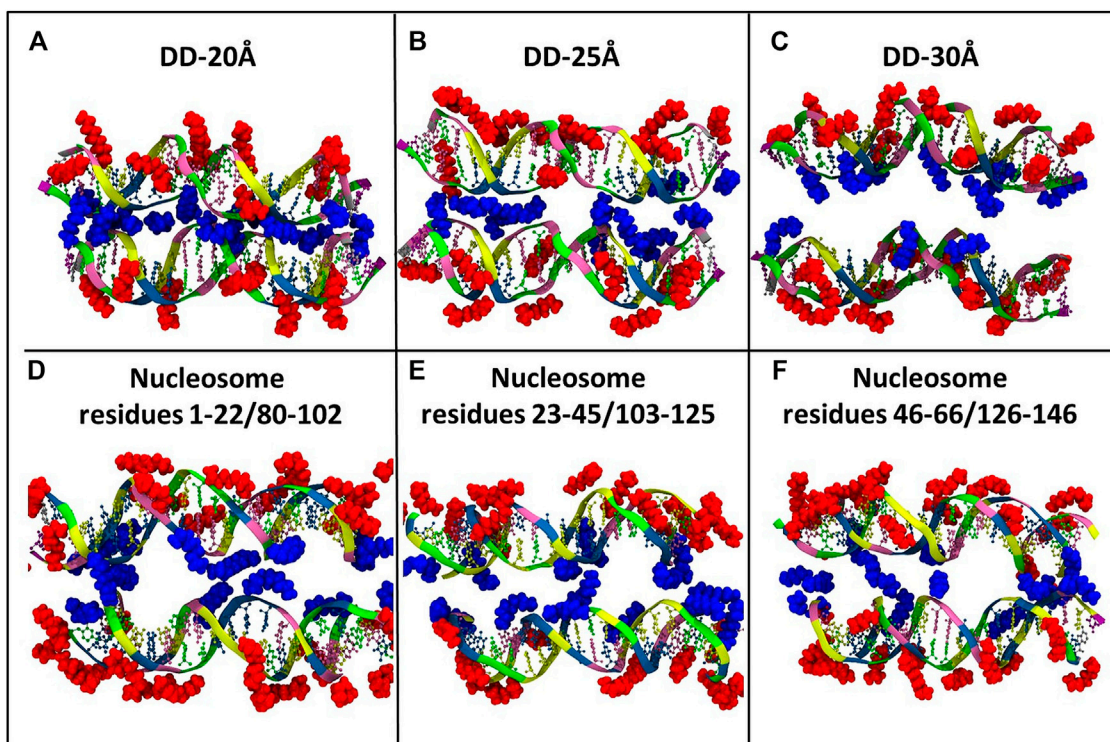 A
DD-20Å
B
DD-25Å
C
DD-30Å
D
Nucleosome
residues 1-22/80-102
E
Nucleosome
residues 23-45/103-125
F
Nucleosome
residues 46-66/126-146